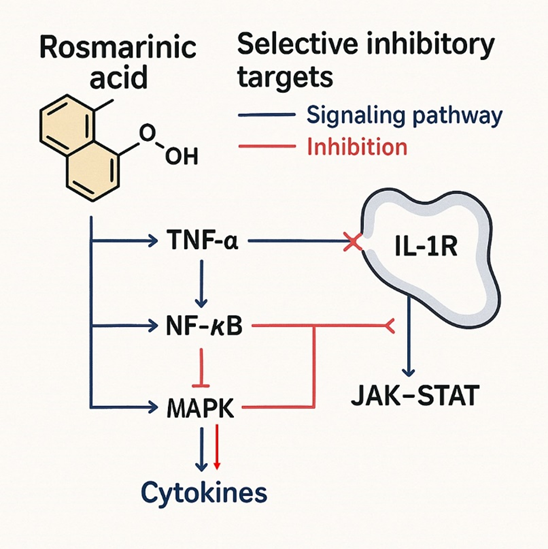 Rosmarinic
acid
Selective inhibitory
targets
Signaling pathway
Inhibition
O
OH
TNF-α
IL-1R
NF-κB
JAK–STAT
MAPK
Cytokines